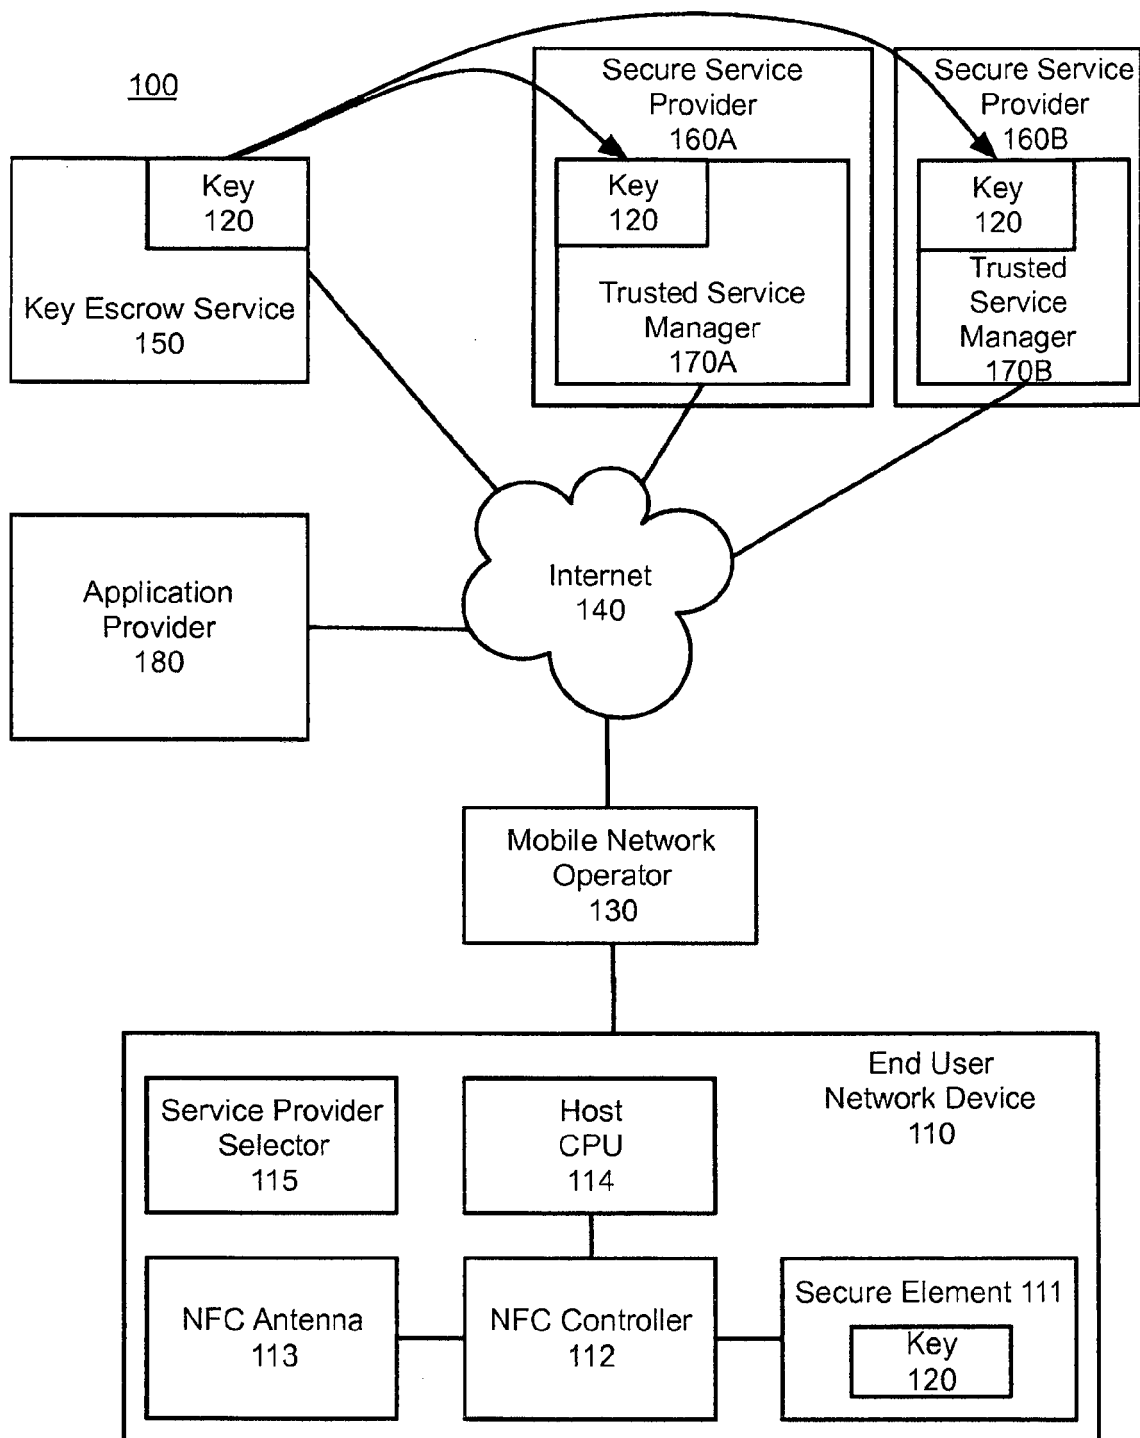 100
Secure Service
Provider
160A
Secure Service
Provider
160B
Key
120
Key Escrow Service
150
Key
120
Trusted Service
Manager
170A
Key
120
Trusted
Service
Manager
170B
Internet
140
Application
Provider
180
Mobile Network
Operator
130
End User
Network Device
110
Service Provider
Selector
115
Host
CPU
114
NFC Antenna
113
NFC Controller
112
Secure Element 111
Key
120